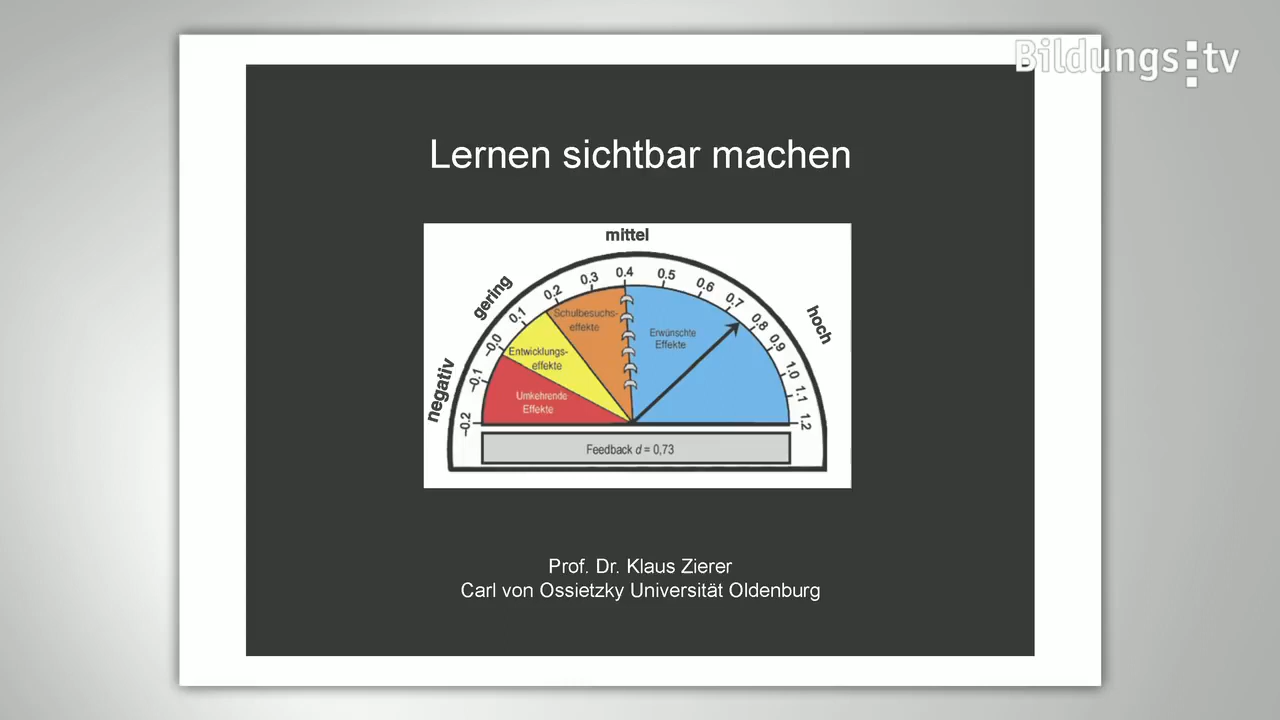 Bildungs:tv
Lernen sichtbar machen
mittel
gering
hoch
negativ
-0.2
-0.1
-0.0
0.1
0.2
0.3
0.4
0.5
0.6
0.7
0.8
0.9
1.0
1.1
1.2
Schulbesuchs-
effekte
Erwünschte
Effekte
Entwicklungs-
effekte
Umkehrende
Effekte
Feedback d = 0,73
Prof. Dr. Klaus Zierer
Carl von Ossietzky Universität Oldenburg